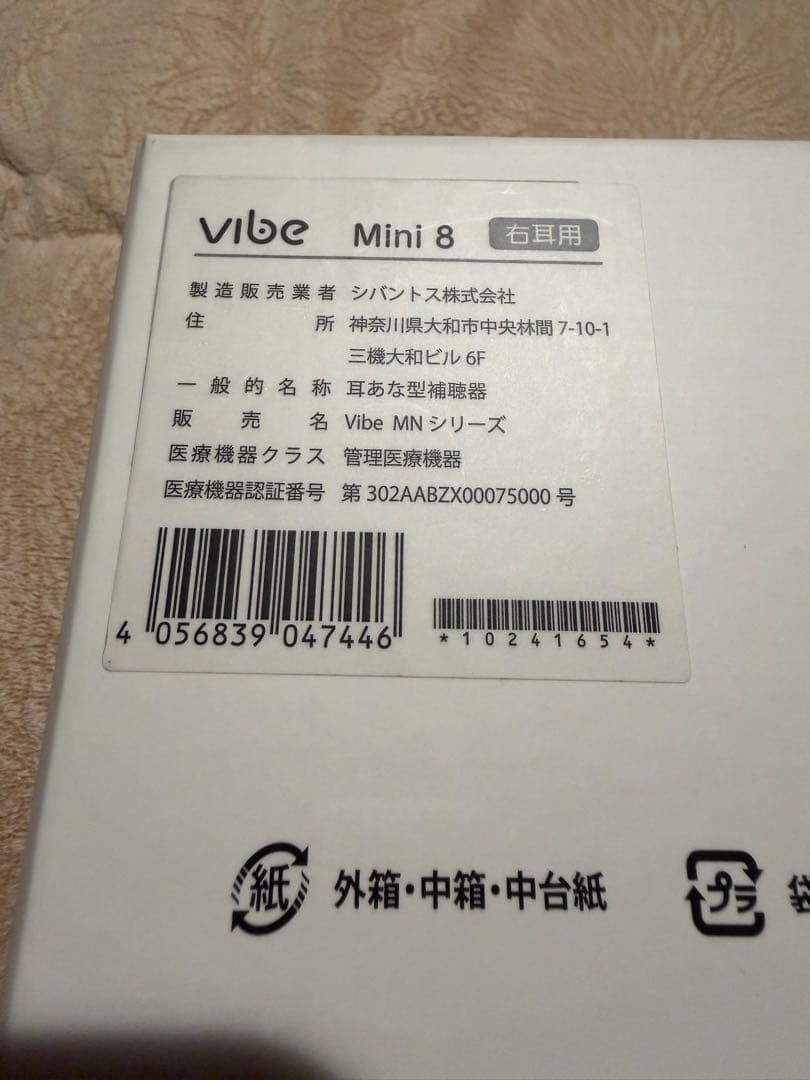 vibe Mini 8 右耳用
製造販売業者 シバントス株式会社
住所 神奈川県大和市中央林間 7-10-1
三機大和ビル 6F
一般的名称 耳あな型補聴器
販売名 Vibe MN シリーズ
医療機器クラス 管理医療機器
医療機器認証番号 第 302AABZX00075000 号
4 056839 047446
*10241654*
紙 外箱・中箱・中台紙
プラ 袋